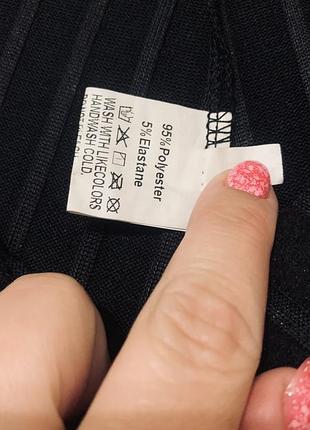 95%Polyester
5%Elastane
WASH WITH LIKECOLORS
HANDWASH COLD.